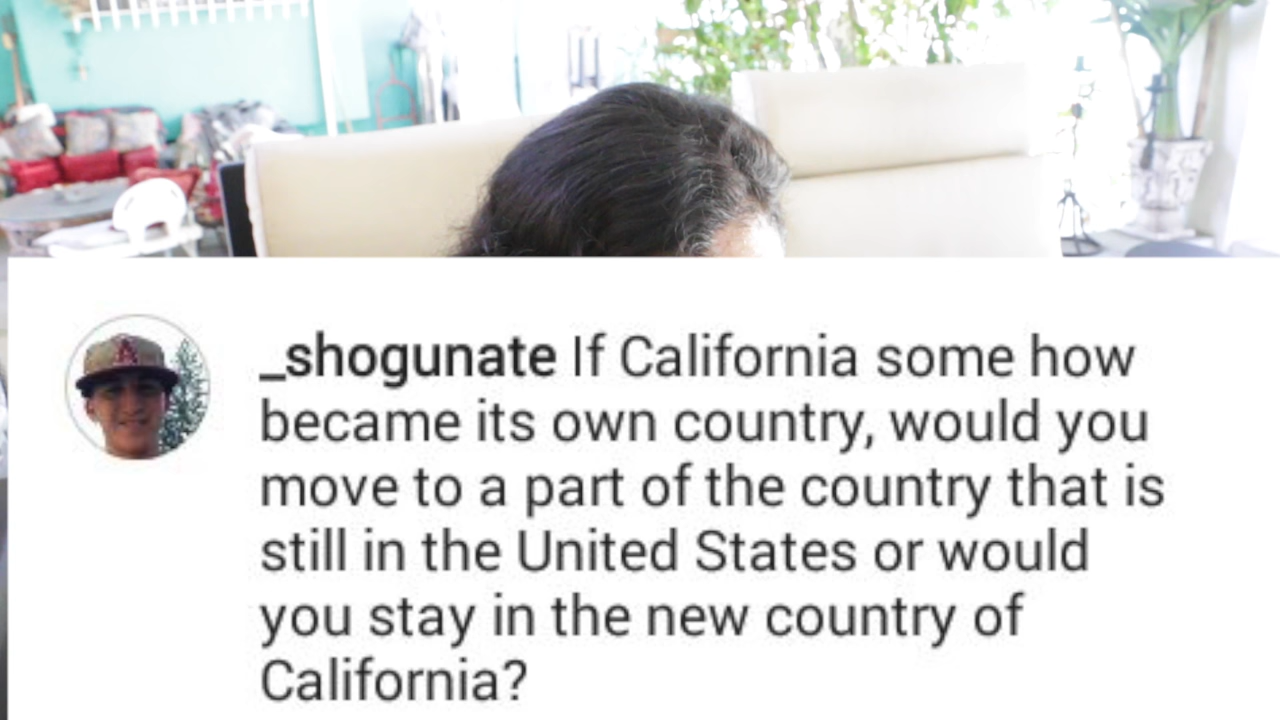 _shogunate If California some how
became its own country, would you
move to a part of the country that is
still in the United States or would
you stay in the new country of
California?